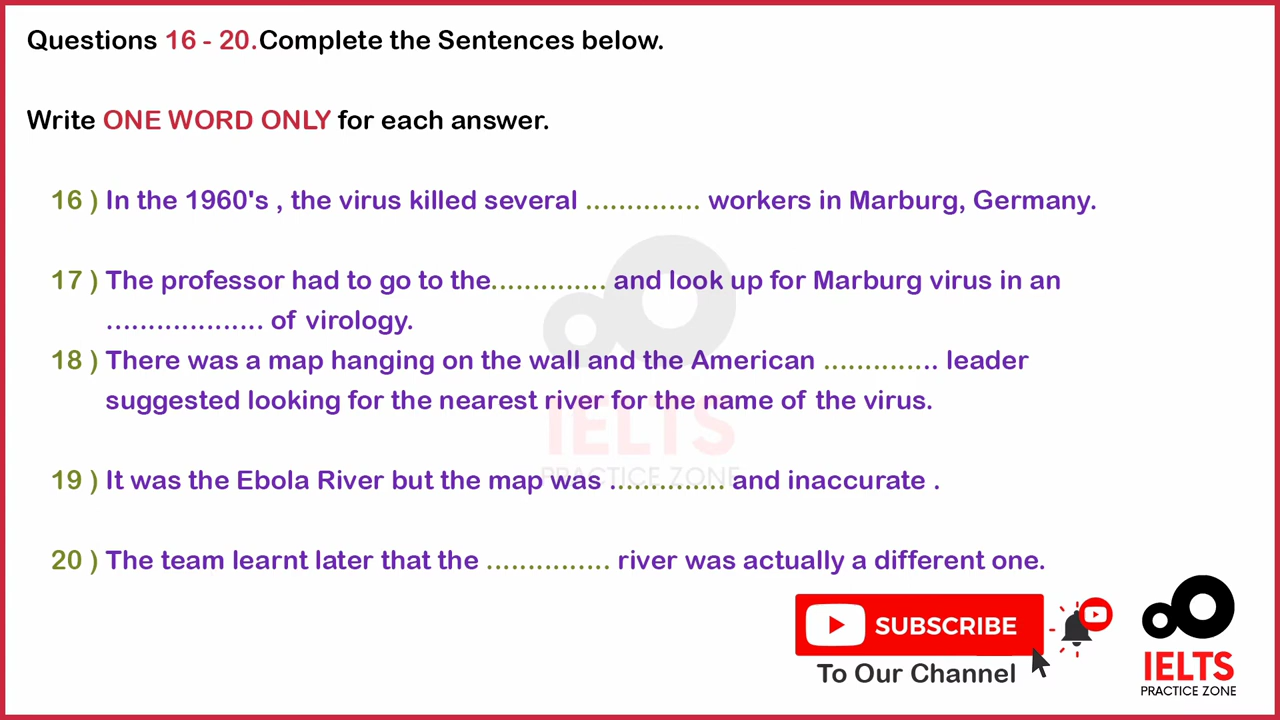 Questions 16 - 20.Complete the Sentences below.
Write ONE WORD ONLY for each answer.
16 ) In the 1960's , the virus killed several .............. workers in Marburg, Germany.
17 ) The professor had to go to the.............. and look up for Marburg virus in an
................... of virology.
18 ) There was a map hanging on the wall and the American .............. leader
suggested looking for the nearest river for the name of the virus.
19 ) It was the Ebola River but the map was .............. and inaccurate .
20 ) The team learnt later that the ............... river was actually a different one.
IELTS
PRACTICE ZONE
SUBSCRIBE
To Our Channel
IELTS
PRACTICE ZONE